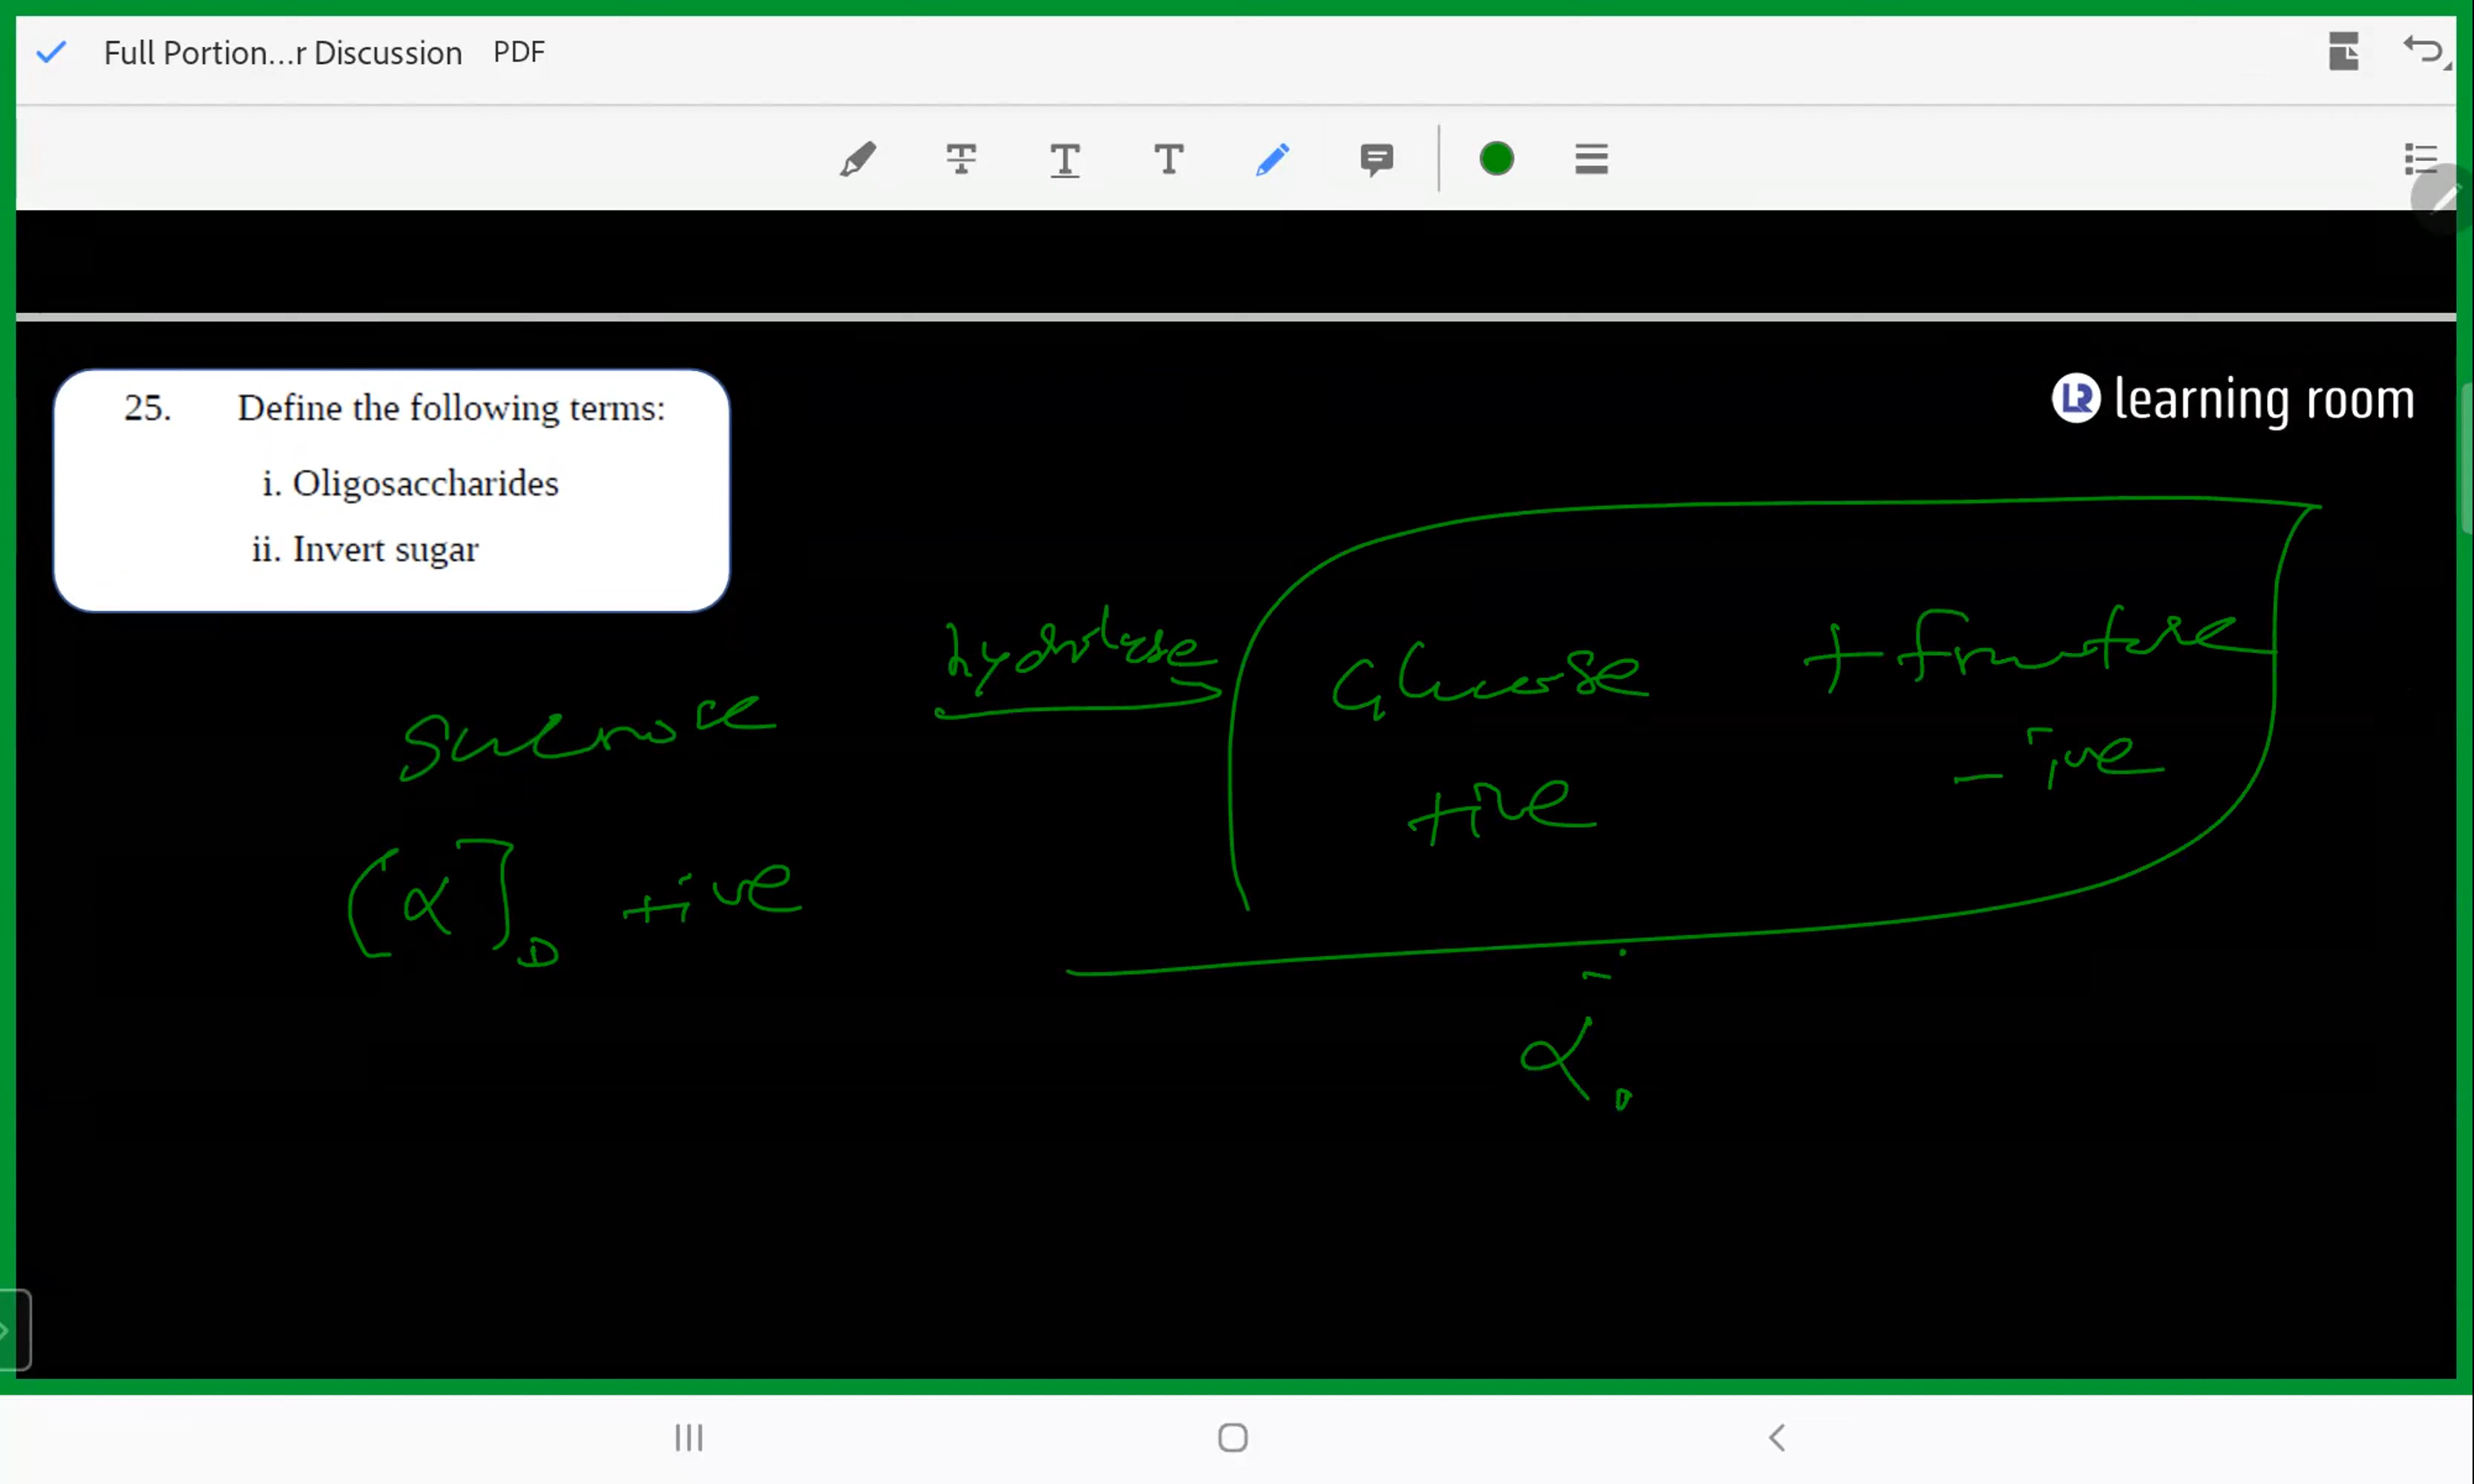 Full Portion...r Discussion PDF
25. Define the following terms:
i. Oligosaccharides
ii. Invert sugar
LR learning room
sucrose hydrolyse Glucose + fructose
[α]D +ive +ive -ive
α